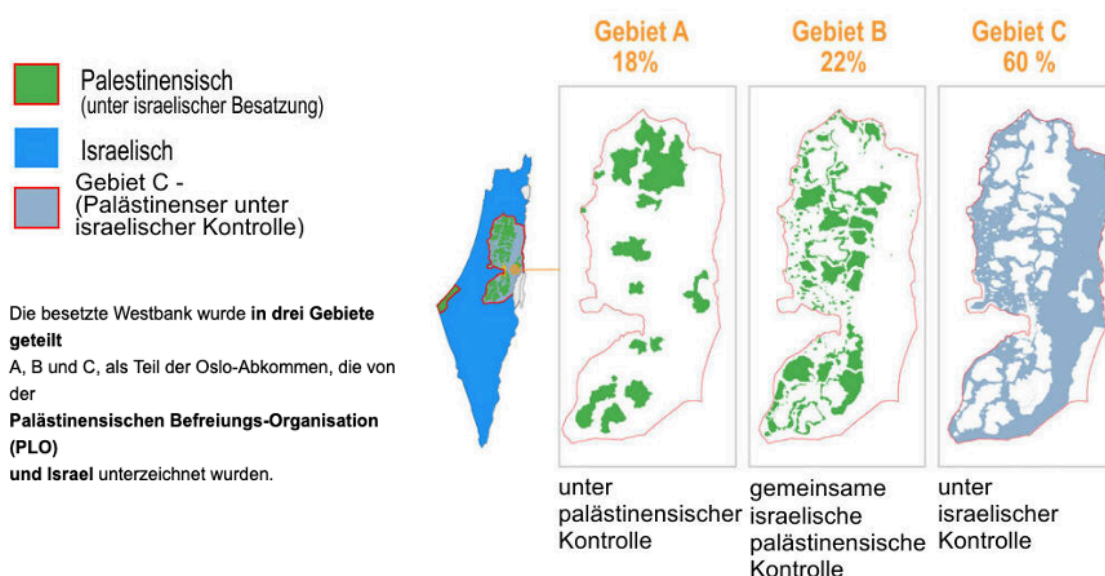 Gebiet A
18%
Gebiet B
22%
Gebiet C
60 %
Palestinensisch
(unter israelischer Besatzung)
Israelisch
Gebiet C -
(Palästinenser unter
israelischer Kontrolle)
Die besetzte Westbank wurde in drei Gebiete
geteilt
A, B und C, als Teil der Oslo-Abkommen, die von
der
Palästinensischen Befreiungs-Organisation
(PLO)
und Israel unterzeichnet wurden.
unter
palästinensischer
Kontrolle
gemeinsame
israelische
palästinensische
Kontrolle
unter
israelischer
Kontrolle